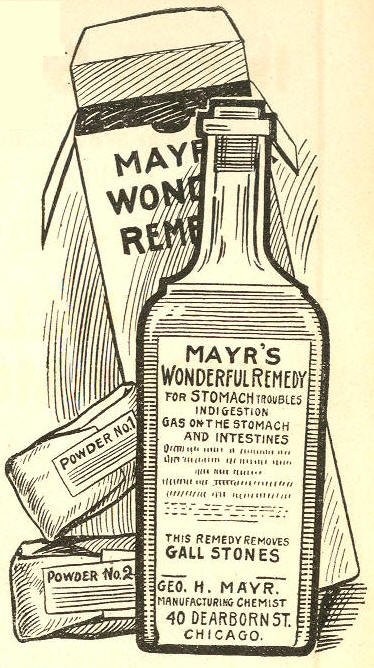 MAYR
WOND
REME
MAYR'S
WONDERFUL REMEDY
FOR STOMACH TROUBLES
INDIGESTION
GAS ON THE STOMACH
AND INTESTINES
THIS REMEDY REMOVES
GALL STONES
GEO. H. MAYR.
MANUFACTURING CHEMIST
40 DEARBORN ST.
CHICAGO.
POWDER No.1
POWDER No.2